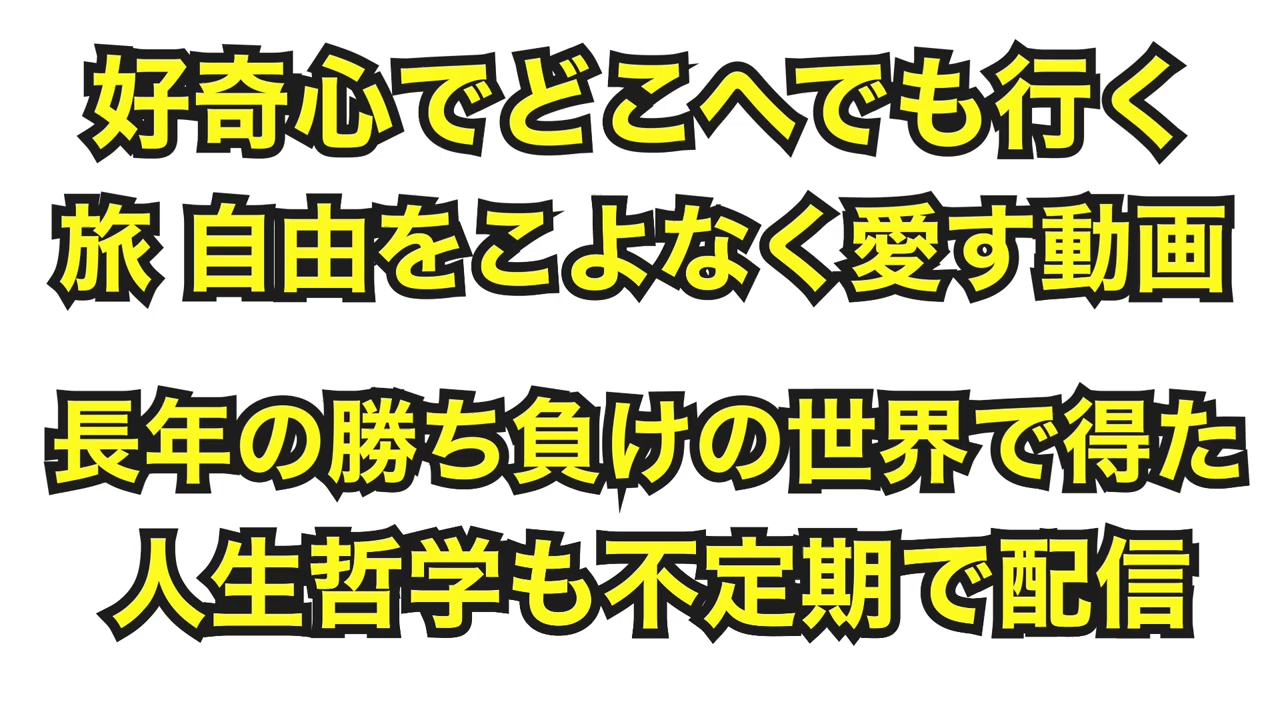 好奇心でどこへでも行く
旅 自由をこよなく愛す動画
長年の勝ち負けの世界で得た
人生哲学も不定期で配信